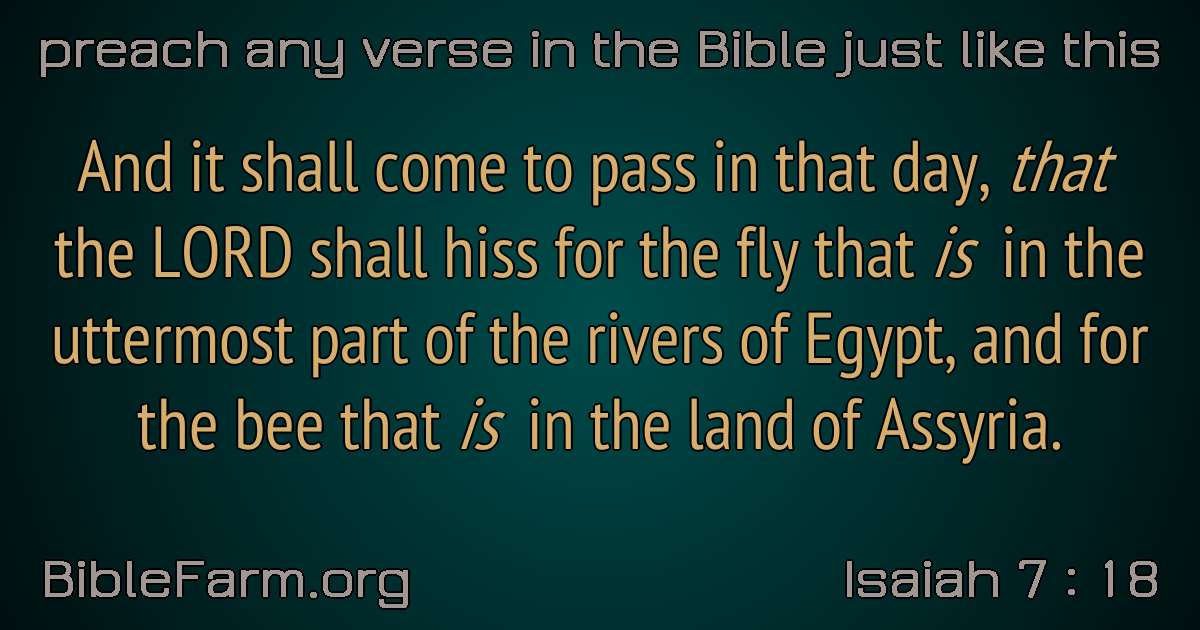 preach any verse in the Bible just like this
And it shall come to pass in that day, that
the LORD shall hiss for the fly that is in the
uttermost part of the rivers of Egypt, and for
the bee that is in the land of Assyria.
BibleFarm.org
Isaiah 7 : 18